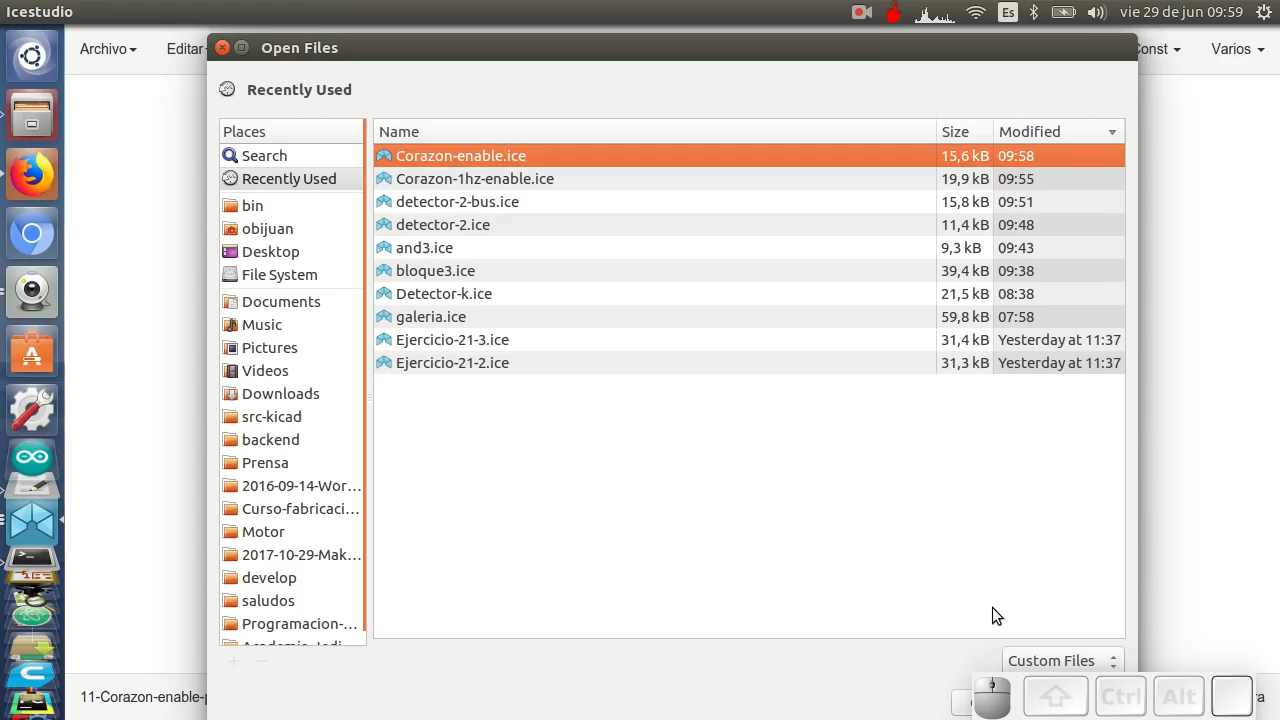 Icestudio
Es
vie 29 de jun 09:59
Archivo
Editar
Const
Varios
Open Files
Recently Used
Places
Name
Size
Modified
Search
Recently Used
bin
obijuan
Desktop
File System
Documents
Music
Pictures
Videos
Downloads
src-kicad
backend
Prensa
2016-09-14-Wor...
Curso-fabricaci...
Motor
2017-10-29-Mak...
develop
saludos
Programacion-...
Corazon-enable.ice 15,6 kB 09:58
Corazon-1hz-enable.ice 19,9 kB 09:55
detector-2-bus.ice 15,8 kB 09:51
detector-2.ice 11,4 kB 09:48
and3.ice 9,3 kB 09:43
bloque3.ice 39,4 kB 09:38
Detector-k.ice 21,5 kB 08:38
galeria.ice 59,8 kB 07:58
Ejercicio-21-3.ice 31,4 kB Yesterday at 11:37
Ejercicio-21-2.ice 31,3 kB Yesterday at 11:37
Custom Files
11-Corazon-enable-p
Ctrl
Alt